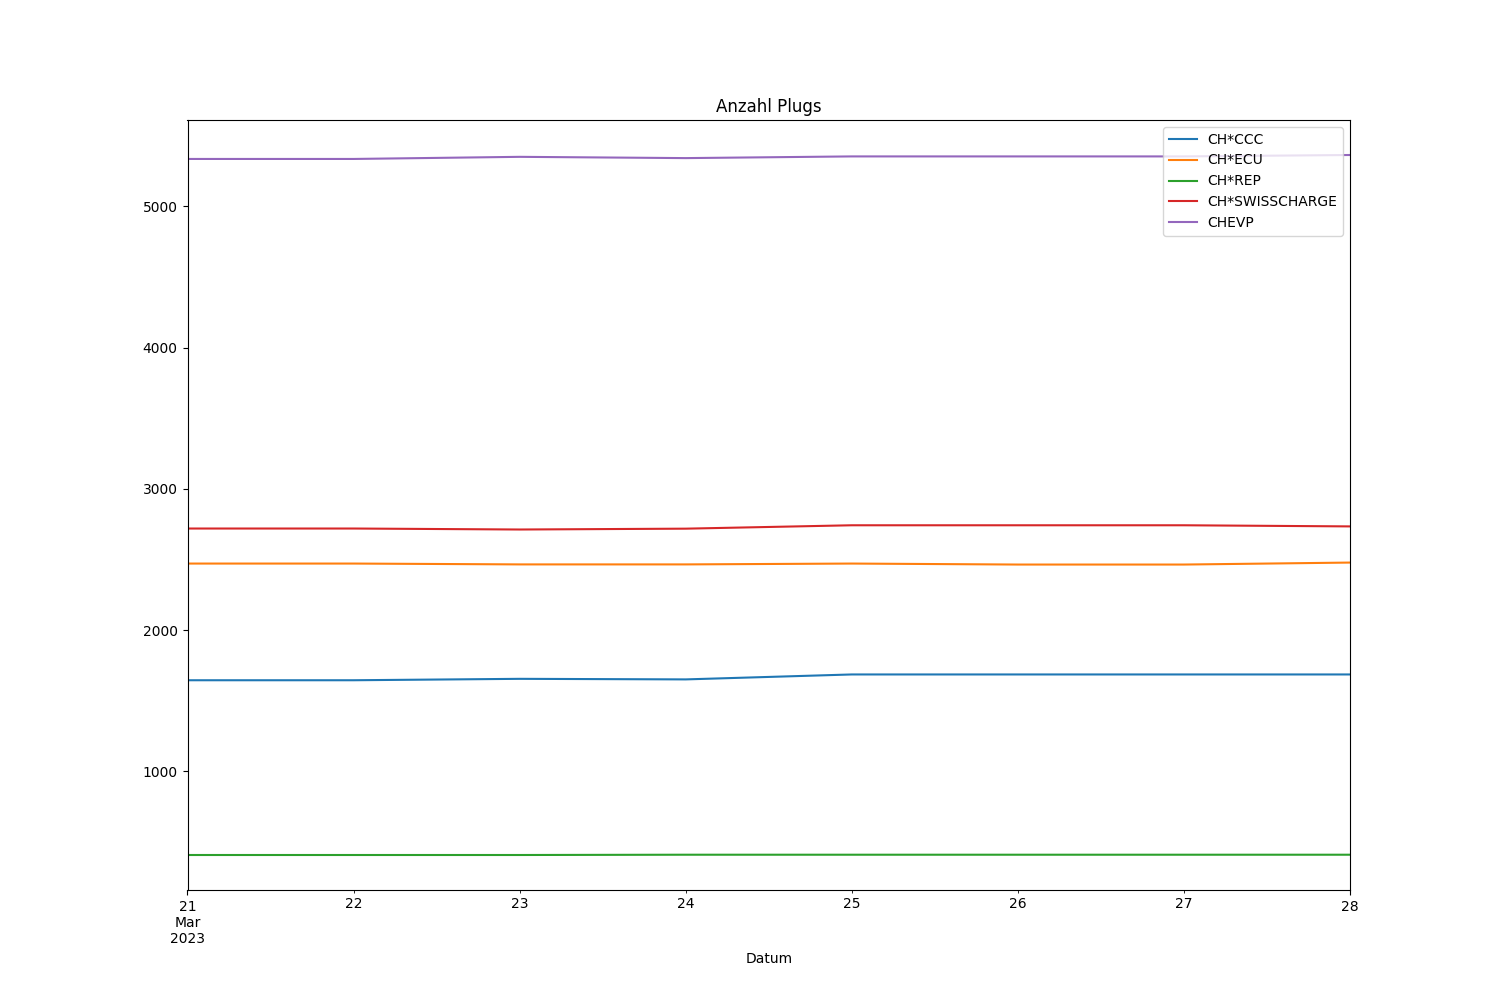 Anzahl Plugs
CH*CCC
CH*ECU
CH*REP
CH*SWISSCHARGE
CHEVP
5000
4000
3000
2000
1000
21 22 23 24 25 26 27 28
Mar
2023
Datum